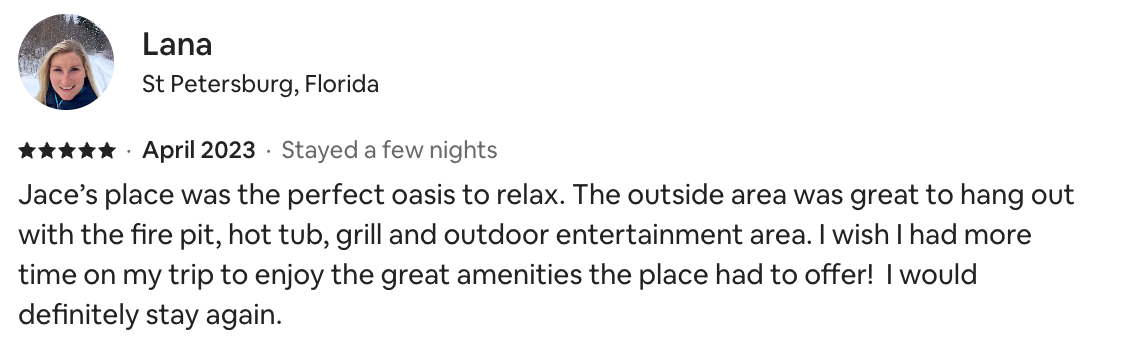 Lana
St Petersburg, Florida
★★★★★ · April 2023 · Stayed a few nights
Jace’s place was the perfect oasis to relax. The outside area was great to hang out
with the fire pit, hot tub, grill and outdoor entertainment area. I wish I had more
time on my trip to enjoy the great amenities the place had to offer!  I would
definitely stay again.